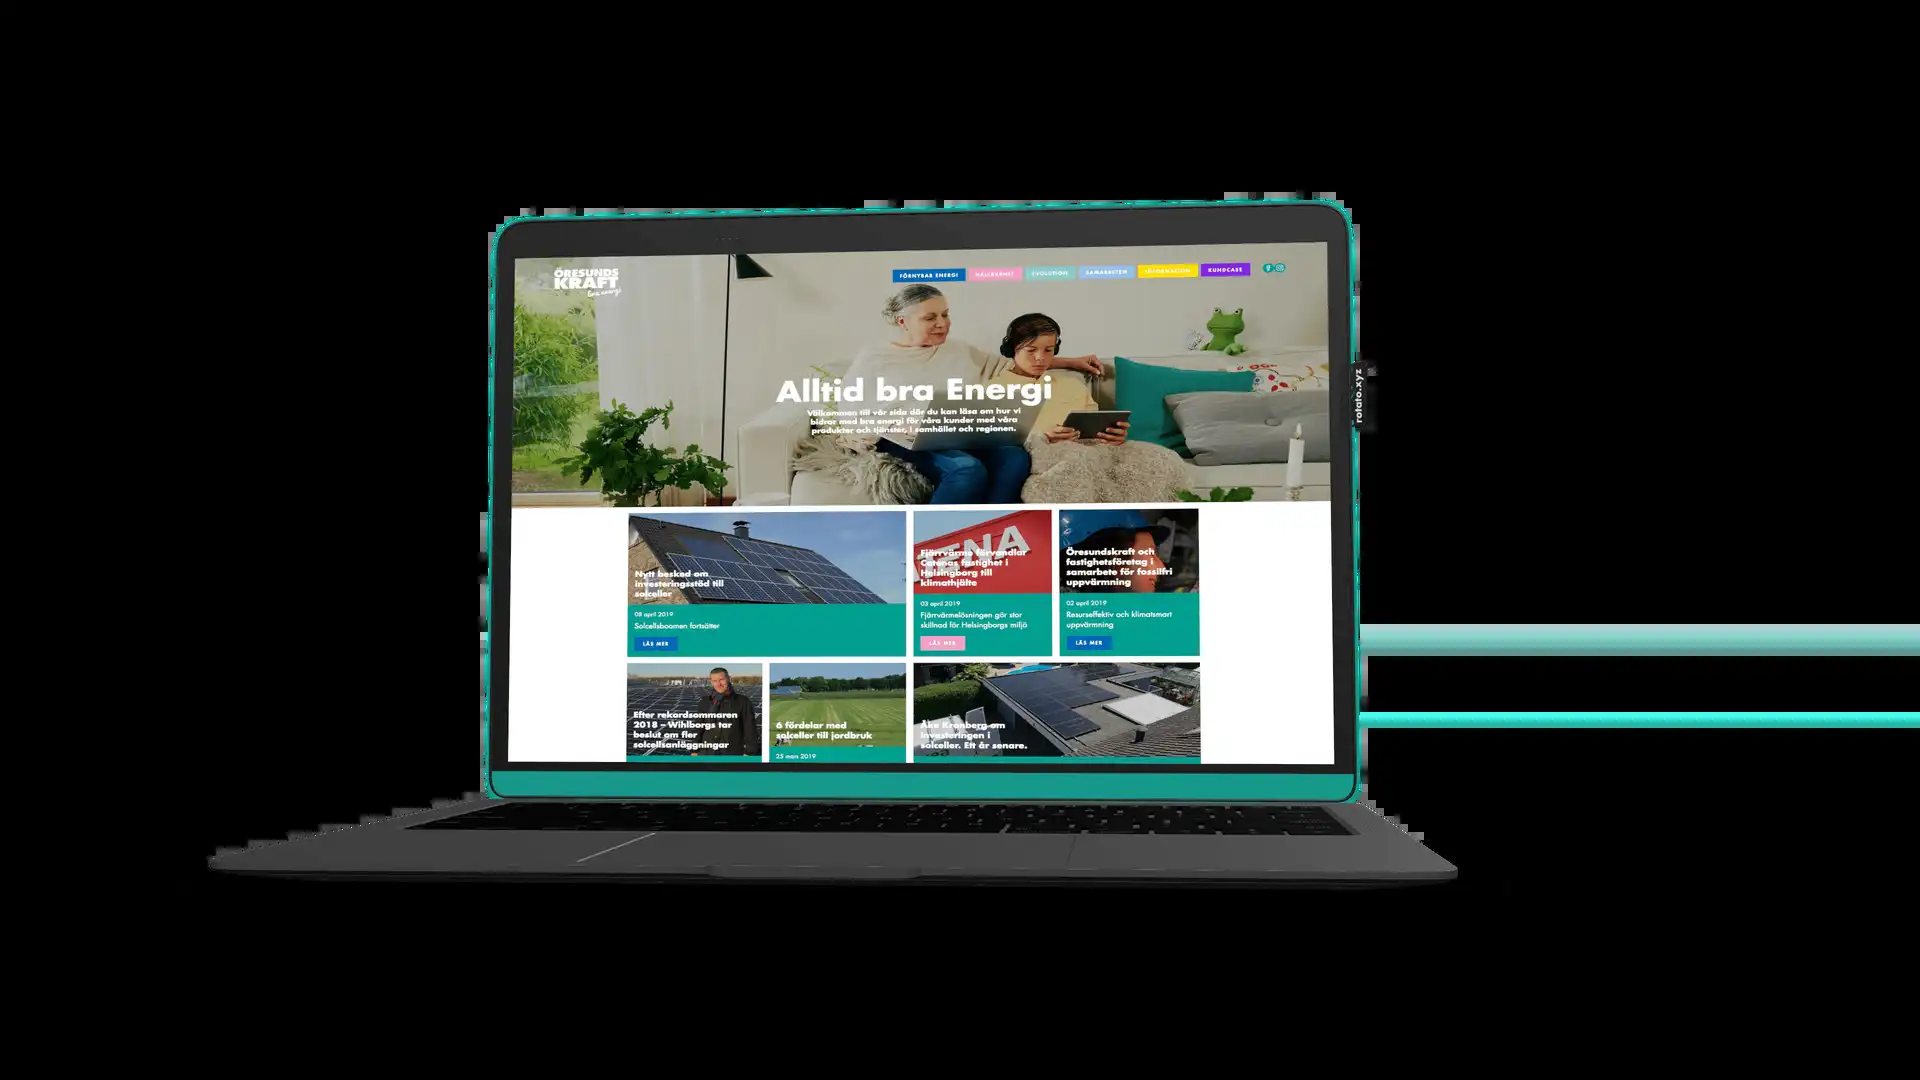 ÖRESUNDS
KRAFT
bra energi
FÖRNYBAR ENERGI
HÅLLBARHET
EVOLUTION
SAMARBETEN
INFORMATION
KUNDCASE
Alltid bra Energi
Välkommen till vår sida där du kan läsa om hur vi
bidrar med bra energi för våra kunder med våra
produkter och tjänster, i samhället och regionen.
Nytt besked om
investeringsstöd till
solceller
08 april 2019
Solcellsboomen fortsätter
LÄS MER
Fjärrvärme förvandlar
Catenas fastighet i
Helsingborg till
klimathjälte
03 april 2019
Fjärrvärmelösningen gör stor
skillnad för Helsingborgs miljö
LÄS MER
Öresundskraft och
fastighetsföretag i
samarbete för fossilfri
uppvärmning
02 april 2019
Resurseffektiv och klimatsmart
uppvärmning
LÄS MER
Efter rekordsommaren
2018 – Wihlborgs tar
beslut om fler
solcellsanläggningar
6 fördelar med
solceller till jordbruk
25 mars 2019
Åke Kronberg om
investeringen i
solceller. Ett år senare.
rotato.xyz